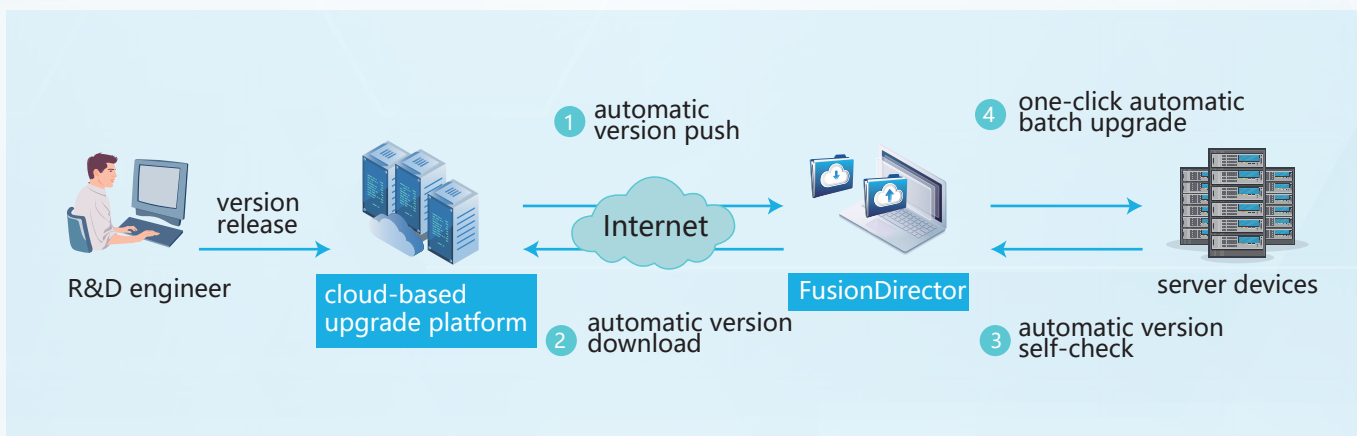 1 automatic
version push
4 one-click automatic
batch upgrade
version
release
Internet
R&D engineer
cloud-based
upgrade platform
FusionDirector
server devices
2 automatic version
download
3 automatic version
self-check